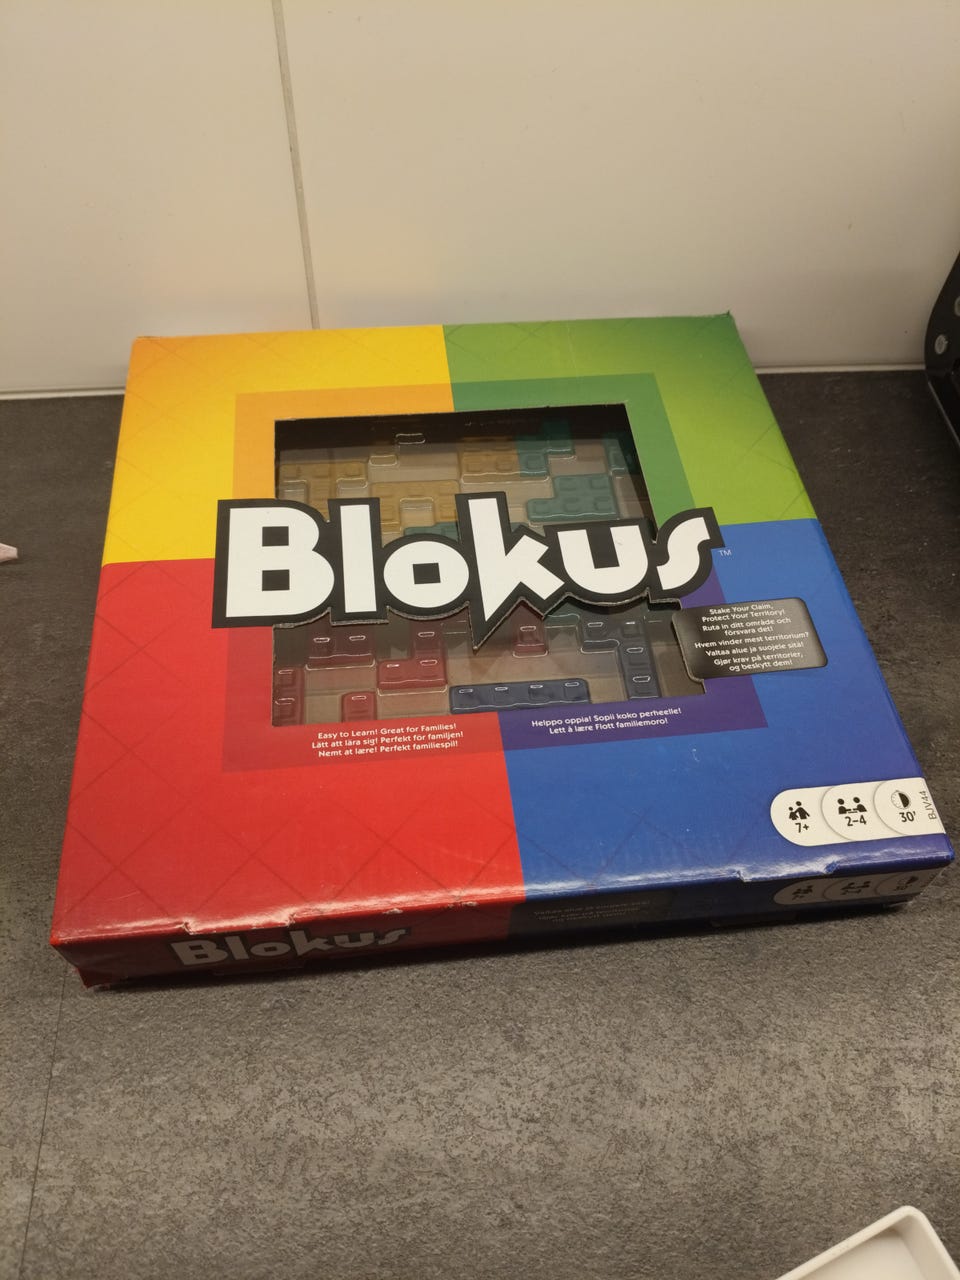 Blokus
TM
Stake Your Claim,
Protect Your Territory!
Ruta in ditt område och
försvara det!
Hvem vinder mest territorium?
Valtaa alue ja suojele sitä!
Gjør krav på territorier,
og beskytt dem!
Easy to Learn! Great for Families!
Lätt att lära sig! Perfekt för familjen!
Nemt at lære! Perfekt familiespil!
Helppo oppia! Sopii koko perheelle!
Lett å lære Flott familiemoro!
7+
2-4
30'
BJV44
Blokus